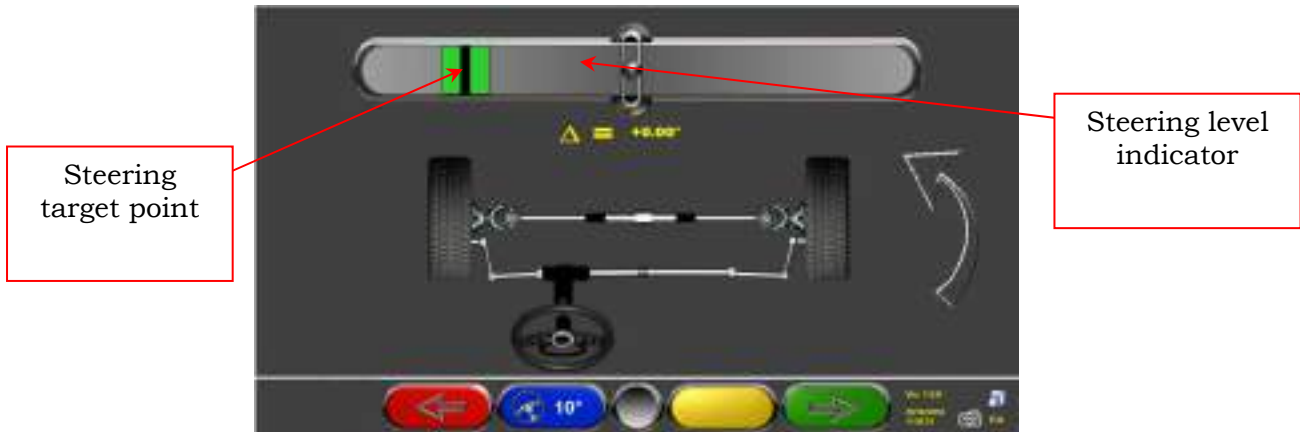 Steering
target point
Steering level
indicator
Δ = +0.00°
10°